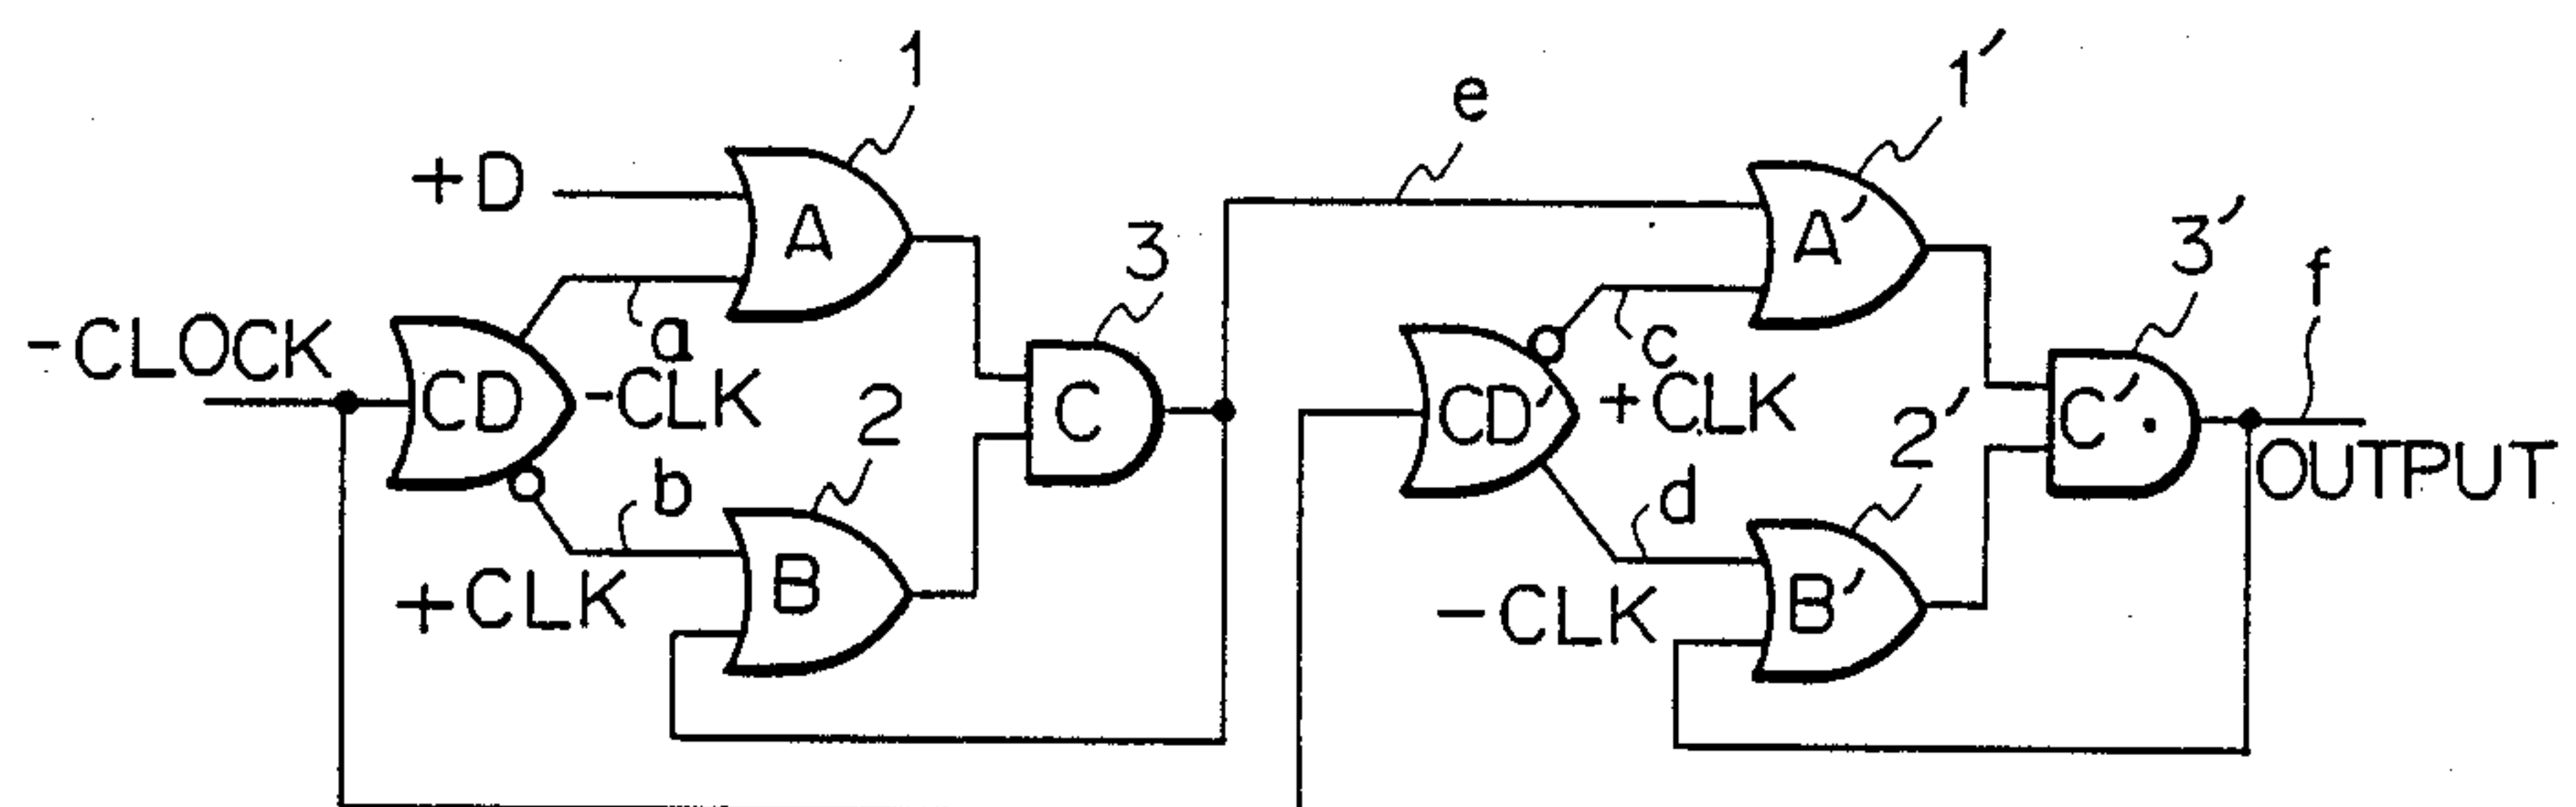 1
1′
e
+D
A
A′
3
3′
f
a
c
-CLOCK
CD
-CLK
2
C
CD′
+CLK
2′
C′
OUTPUT
b
d
+CLK
B
-CLK
B′